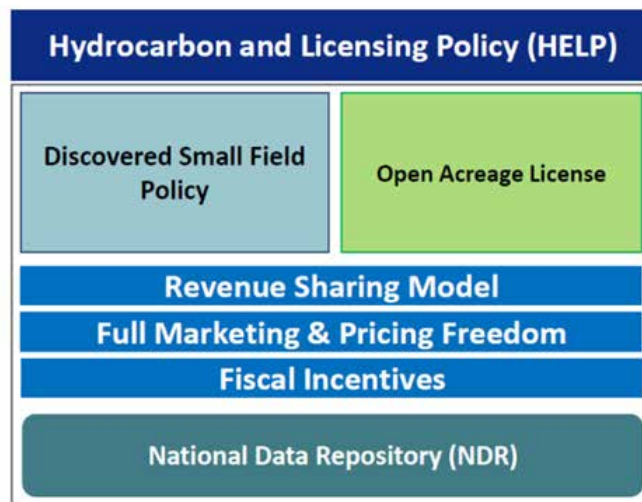 Hydrocarbon and Licensing Policy (HELP)
Discovered Small Field
Policy
Open Acreage License
Revenue Sharing Model
Full Marketing & Pricing Freedom
Fiscal Incentives
National Data Repository (NDR)